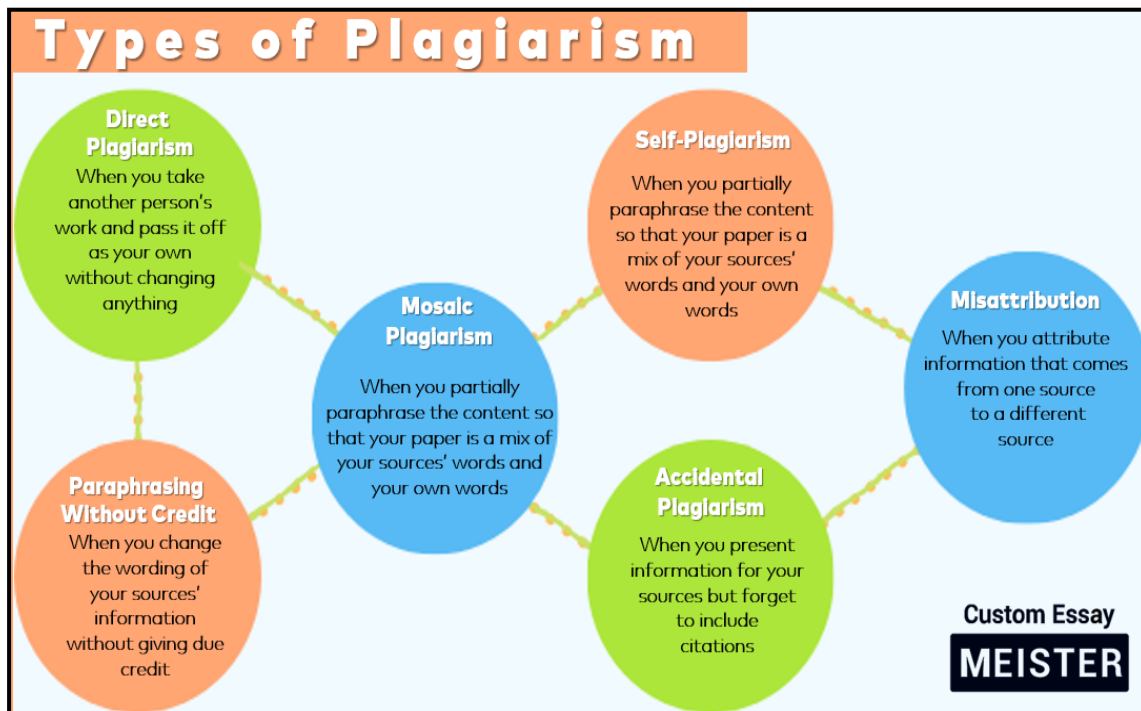 Types of Plagiarism
Direct
Plagiarism
When you take
another person's
work and pass it off
as your own
without changing
anything
Paraphrasing
Without Credit
When you change
the wording of
your sources'
information
without giving due
credit
Mosaic
Plagiarism
When you partially
paraphrase the content so
that your paper is a mix of
your sources' words and
your own words
Self-Plagiarism
When you partially
paraphrase the content
so that your paper is a
mix of your sources'
words and your own
words
Accidental
Plagiarism
When you present
information for your
sources but forget
to include
citations
Misattribution
When you attribute
information that comes
from one source
to a different
source
Custom Essay
MEISTER